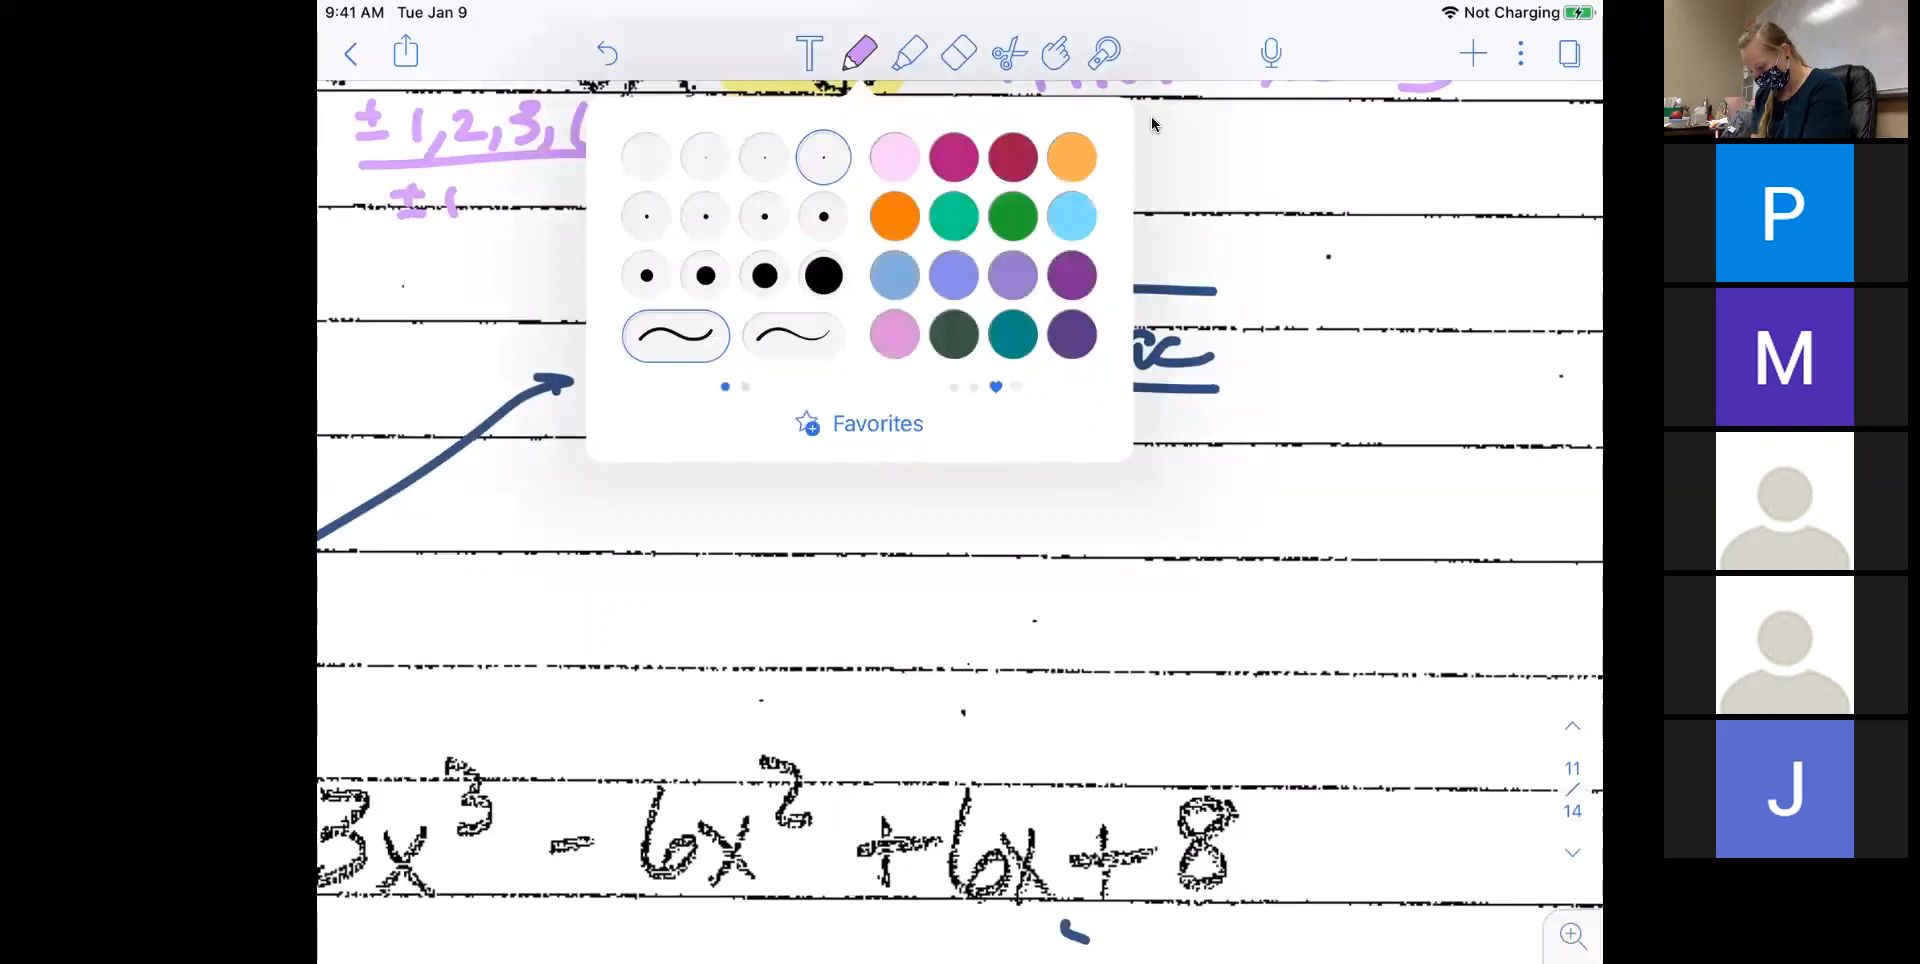 9:41 AM Tue Jan 9
Not Charging
T
± 1,2,3,
±
Favorites
3x³ - 6x² + 6x + 8
11
/
14
P
M
J